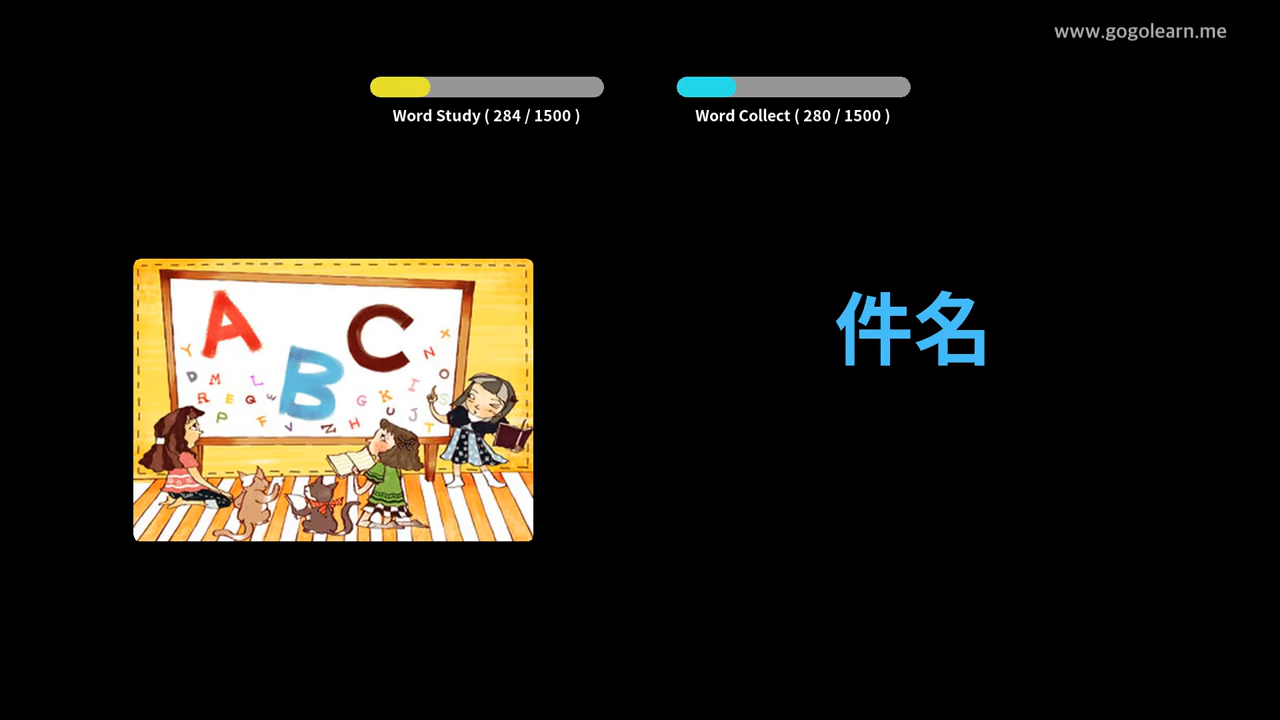 www.gogolearn.me
Word Study ( 284 / 1500 )
Word Collect ( 280 / 1500 )
件名
A
B
C
X
Y
N
D
M
L
I
O
R
E
Q
W
G
K
S
P
F
V
Z
H
U
J
T